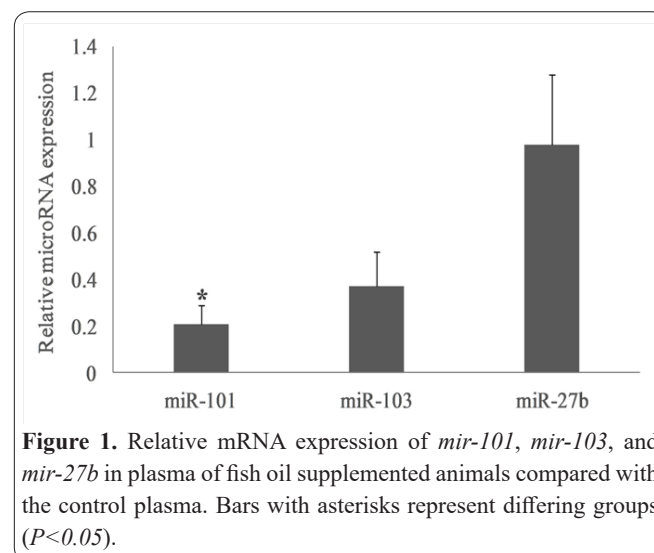 Relative microRNA expression
1.4
1.2
1
0.8
0.6
0.4
0.2
0
*
miR-101 miR-103 miR-27b
Figure 1. Relative mRNA expression of mir-101, mir-103, and
mir-27b in plasma of fish oil supplemented animals compared with
the control plasma. Bars with asterisks represent differing groups
(P<0.05).